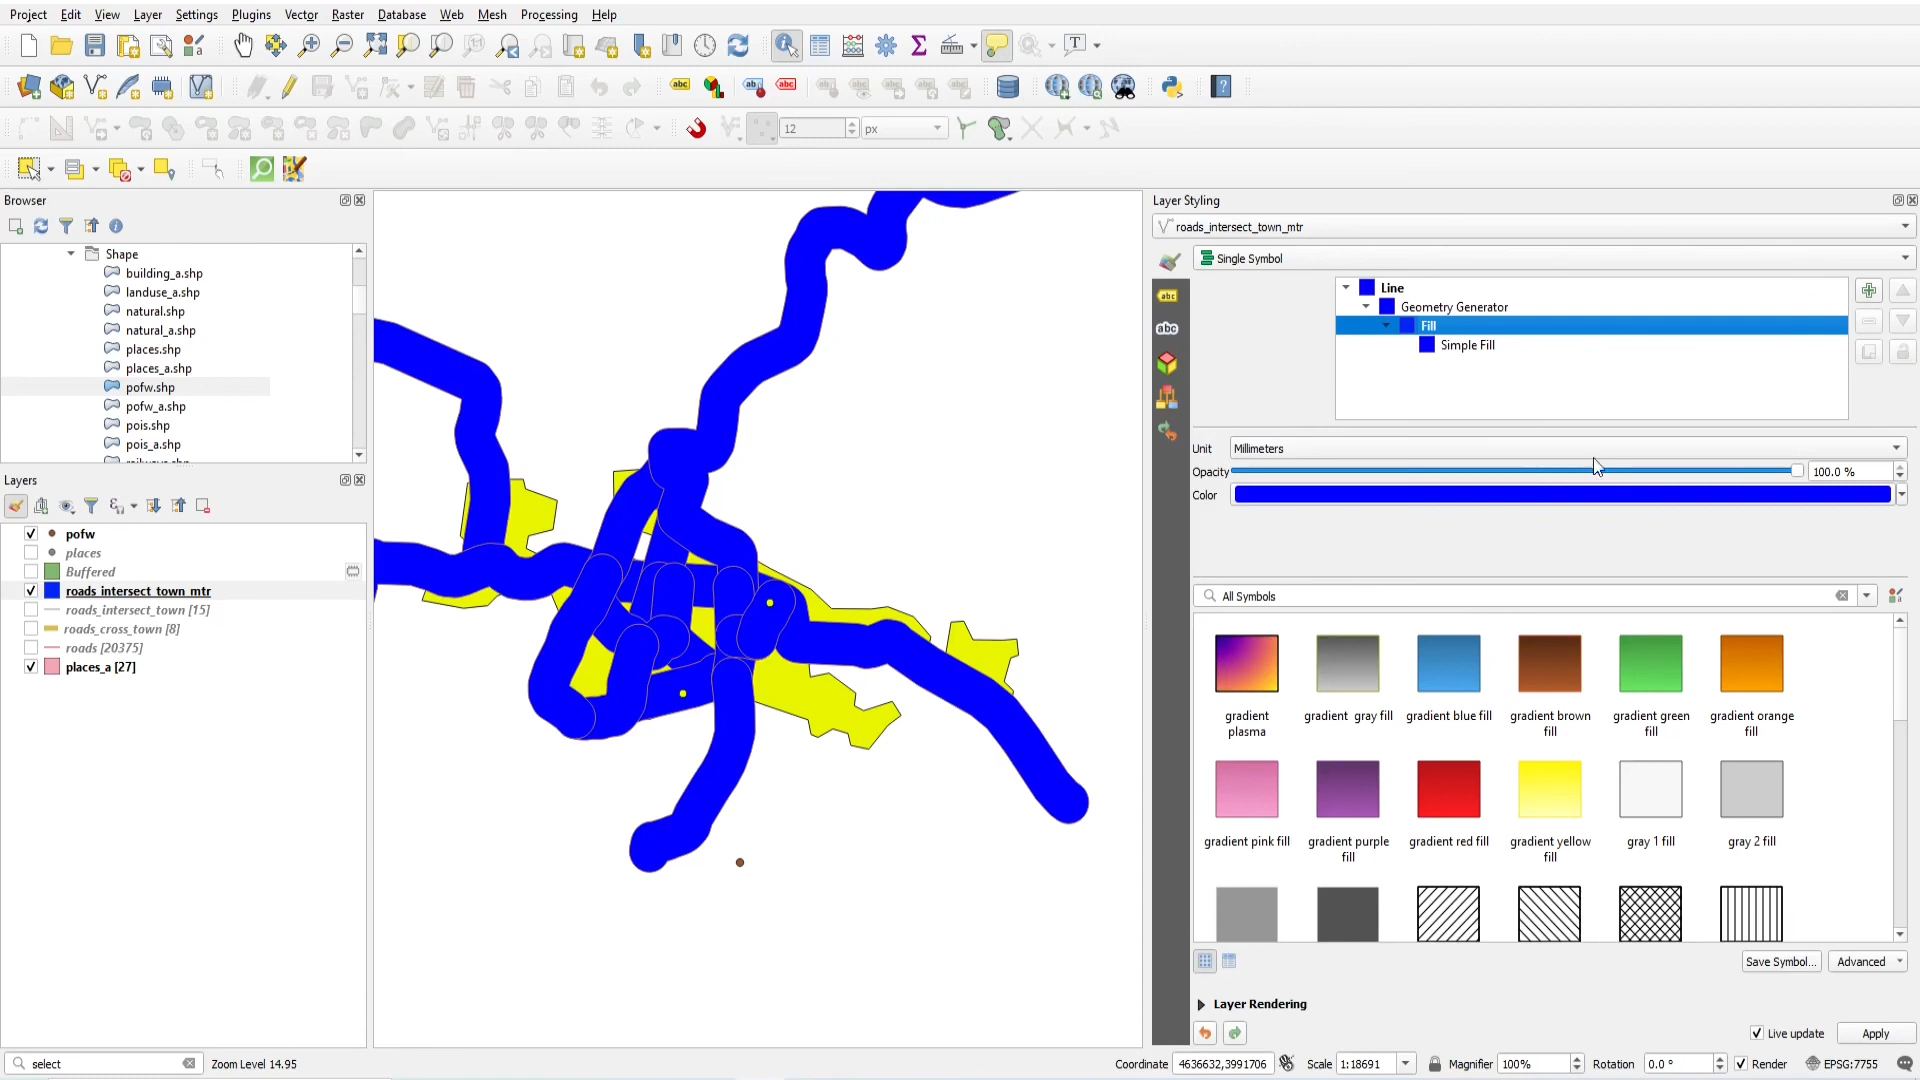 Project Edit View Layer Settings Plugins Vector Raster Database Web Mesh Processing Help
12 px
Browser
Shape
building_a.shp
landuse_a.shp
natural.shp
natural_a.shp
places.shp
places_a.shp
pofw.shp
pofw_a.shp
pois.shp
pois_a.shp
Layers
pofw
places
Buffered
roads_intersect_town_mtr
roads_intersect_town [15]
roads_cross_town [8]
roads [20375]
places_a [27]
Layer Styling
roads_intersect_town_mtr
Single Symbol
abc
abc
Line
Geometry Generator
Fill
Simple Fill
Unit Millimeters
Opacity 100.0 %
Color
All Symbols
gradient plasma
gradient gray fill
gradient blue fill
gradient brown fill
gradient green fill
gradient orange fill
gradient pink fill
gradient purple fill
gradient red fill
gradient yellow fill
gray 1 fill
gray 2 fill
Save Symbol... Advanced
Layer Rendering
Live update Apply
select Zoom Level 14.95 Coordinate 4636632,3991706 Scale 1:18691 Magnifier 100% Rotation 0.0 ° Render EPSG:7755